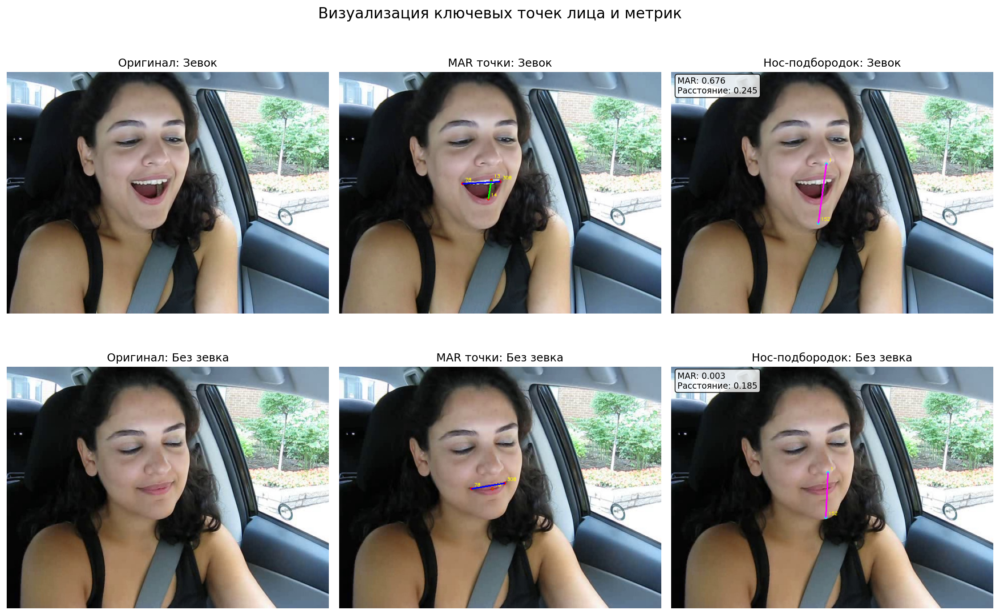 Визуализация ключевых точек лица и метрик
Оригинал: Зевок
MAR точки: Зевок
Нос-подбородок: Зевок
MAR: 0.676
Расстояние: 0.245
78
13
308
14
1
152
Оригинал: Без зевка
MAR точки: Без зевка
Нос-подбородок: Без зевка
MAR: 0.003
Расстояние: 0.185
78
308
1
152